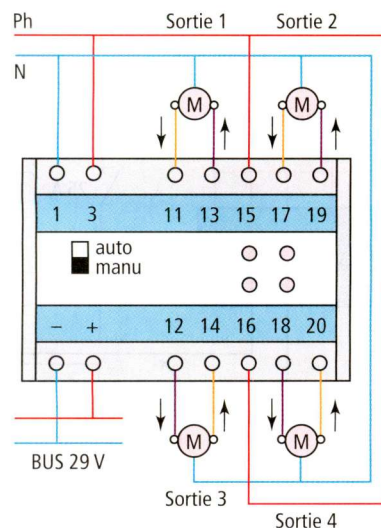 Ph Sortie 1 Sortie 2
N
M M
1 3 11 13 15 17 19
auto
manu
− + 12 14 16 18 20
M M
BUS 29 V
Sortie 3
Sortie 4